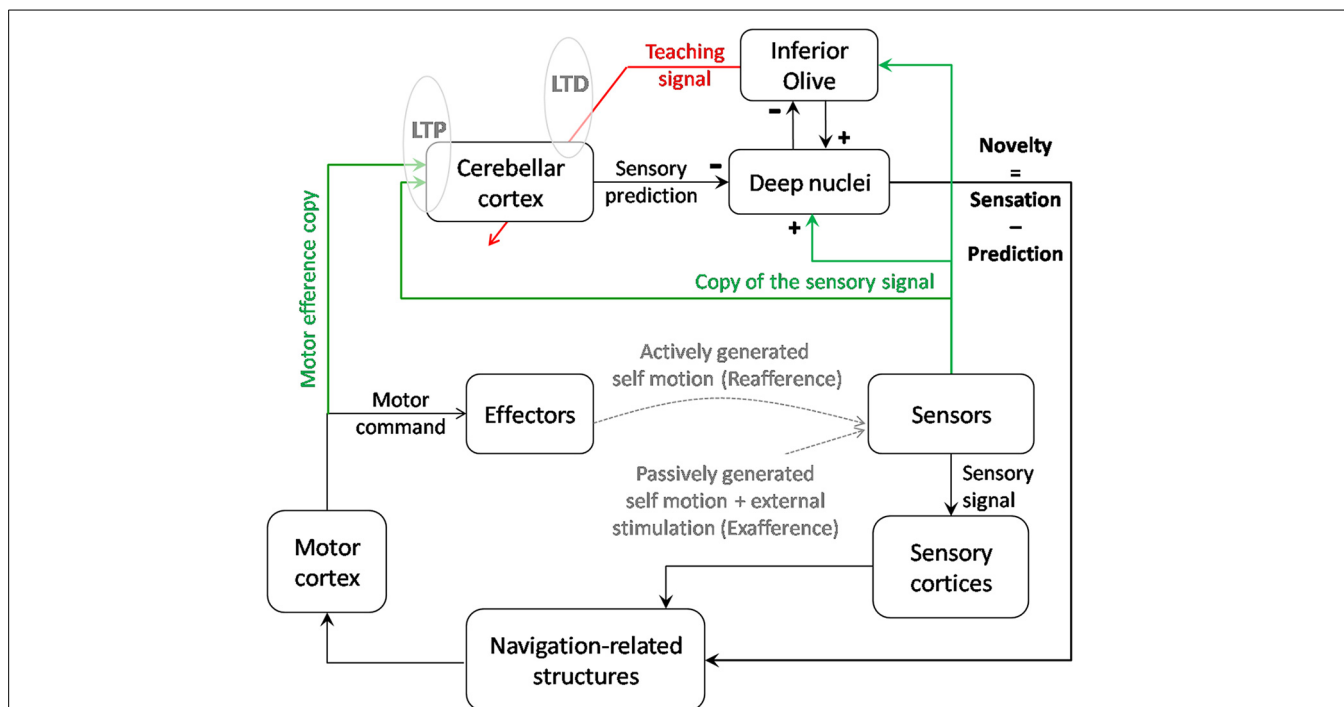 Teaching
signal
Inferior
Olive
LTD
LTP
-
+
Cerebellar
cortex
Sensory
prediction
-
Deep nuclei
+
Novelty
=
Sensation
–
Prediction
Motor efference copy
Copy of the sensory signal
Actively generated
self motion (Reafference)
Motor
command
Effectors
Sensors
Passively generated
self motion + external
stimulation (Exafference)
Sensory
signal
Motor
cortex
Sensory
cortices
Navigation-related
structures